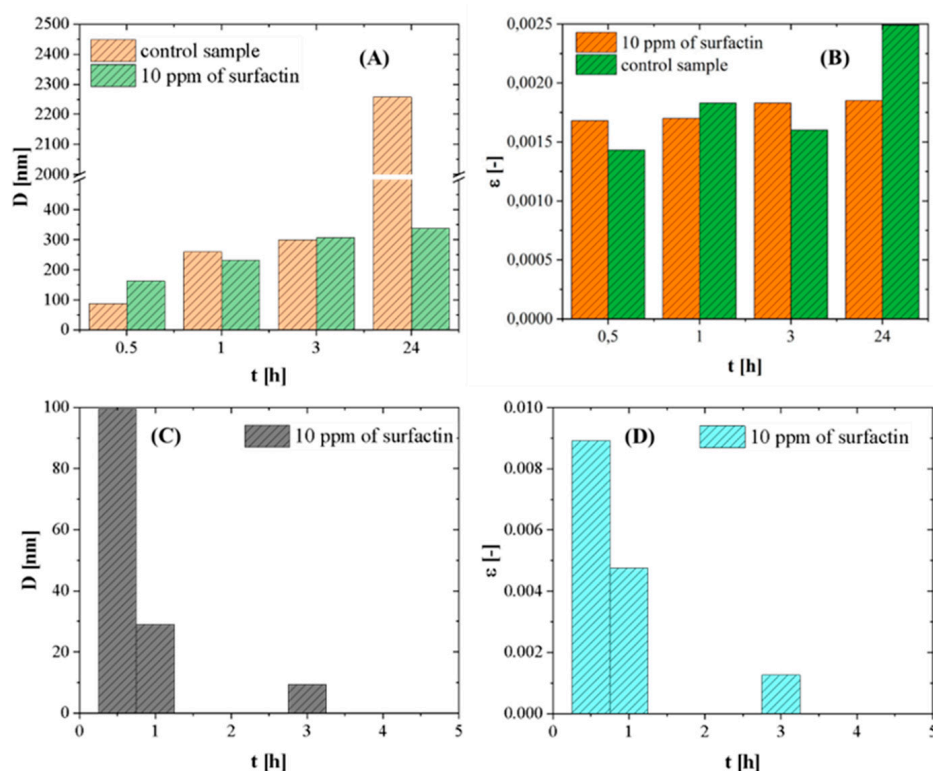 control sample
10 ppm of surfactin
(A)
2500
2400
2300
2200
2100
2000
400
300
200
100
0
D [nm]
0.5
1
3
24
t [h]
10 ppm of surfactin
control sample
(B)
0,0025
0,0020
0,0015
0,0010
0,0005
0,0000
ε [-]
0,5
1
3
24
t [h]
(C)
10 ppm of surfactin
100
80
60
40
20
0
D [nm]
0
1
2
3
4
5
t [h]
(D)
10 ppm of surfactin
0.010
0.008
0.006
0.004
0.002
0.000
ε [-]
0
1
2
3
4
5
t [h]